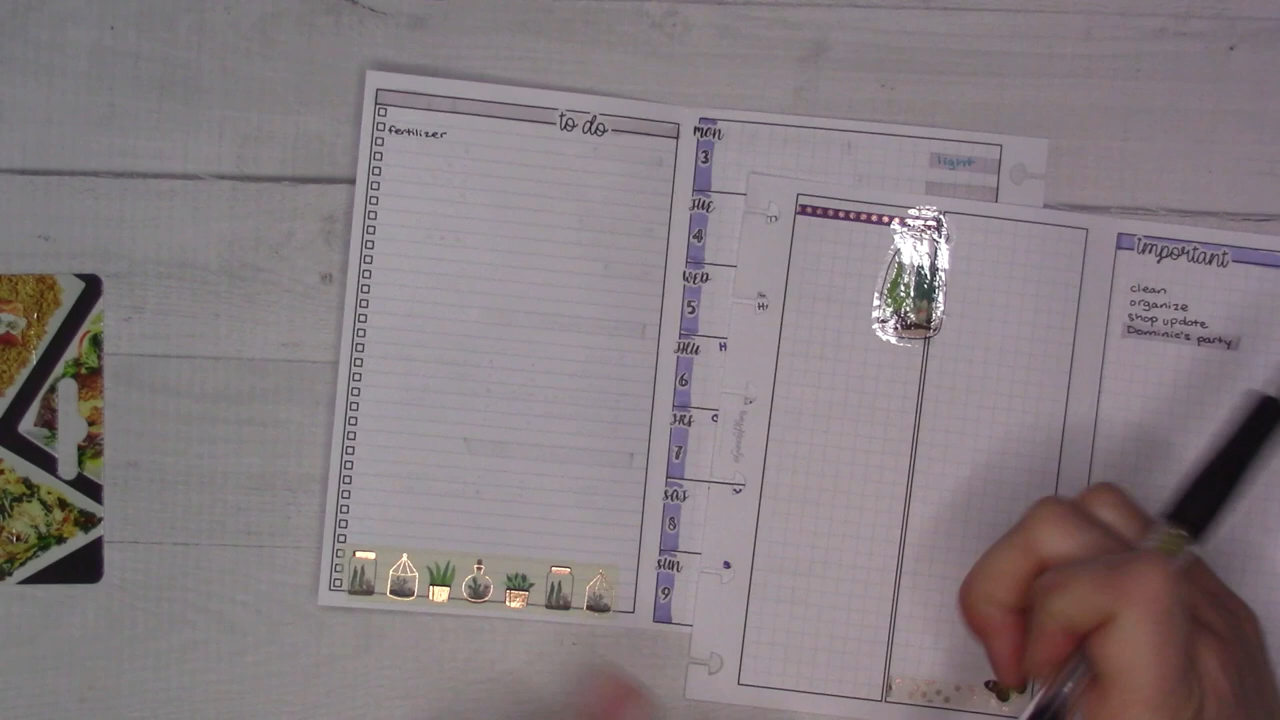 to do
fertilizer
MON
3
light
TUE
4
WED
5
THU
H
6
FRI
C
7
SAT
8
SUN
9
H
important
clean
organize
shop update
Dominic's party